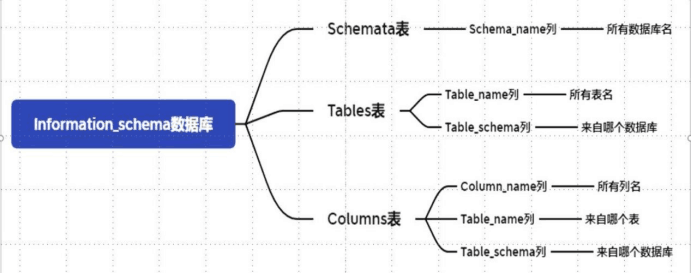 Information_schema数据库
Schemata表
Schema_name列
所有数据库名
Tables表
Table_name列
所有表名
Table_schema列
来自哪个数据库
Columns表
Column_name列
所有列名
Table_name列
来自哪个表
Table_schema列
来自哪个数据库